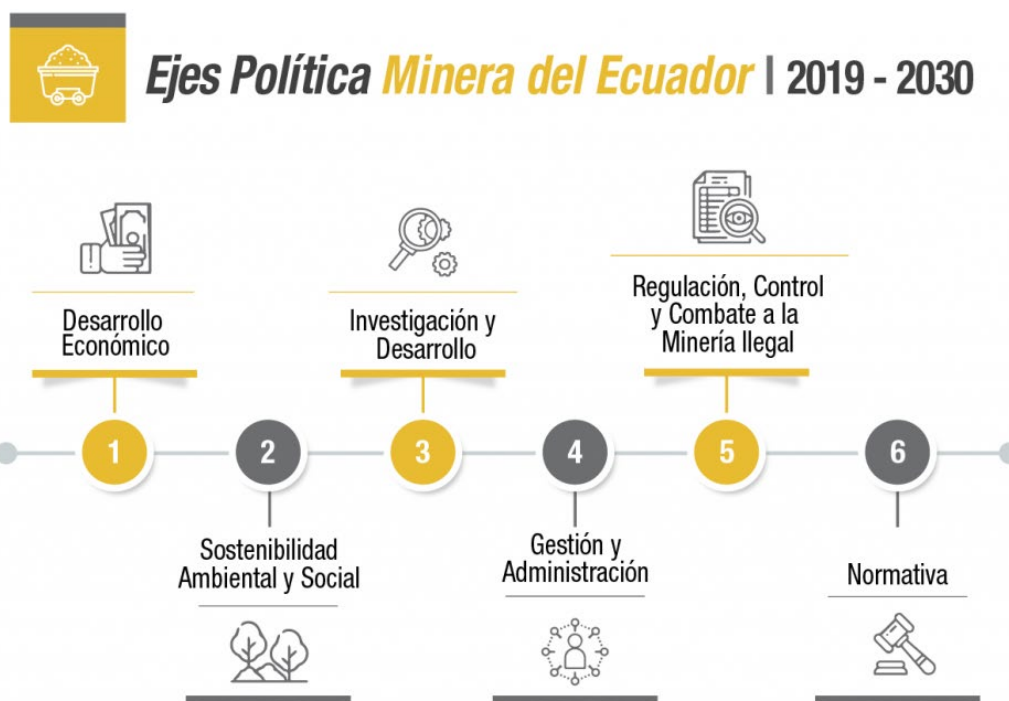 Ejes Política Minera del Ecuador | 2019 - 2030
Desarrollo
Económico
Investigación y
Desarrollo
Regulación, Control
y Combate a la
Minería Ilegal
1
2
3
4
5
6
Sostenibilidad
Ambiental y Social
Gestión y
Administración
Normativa